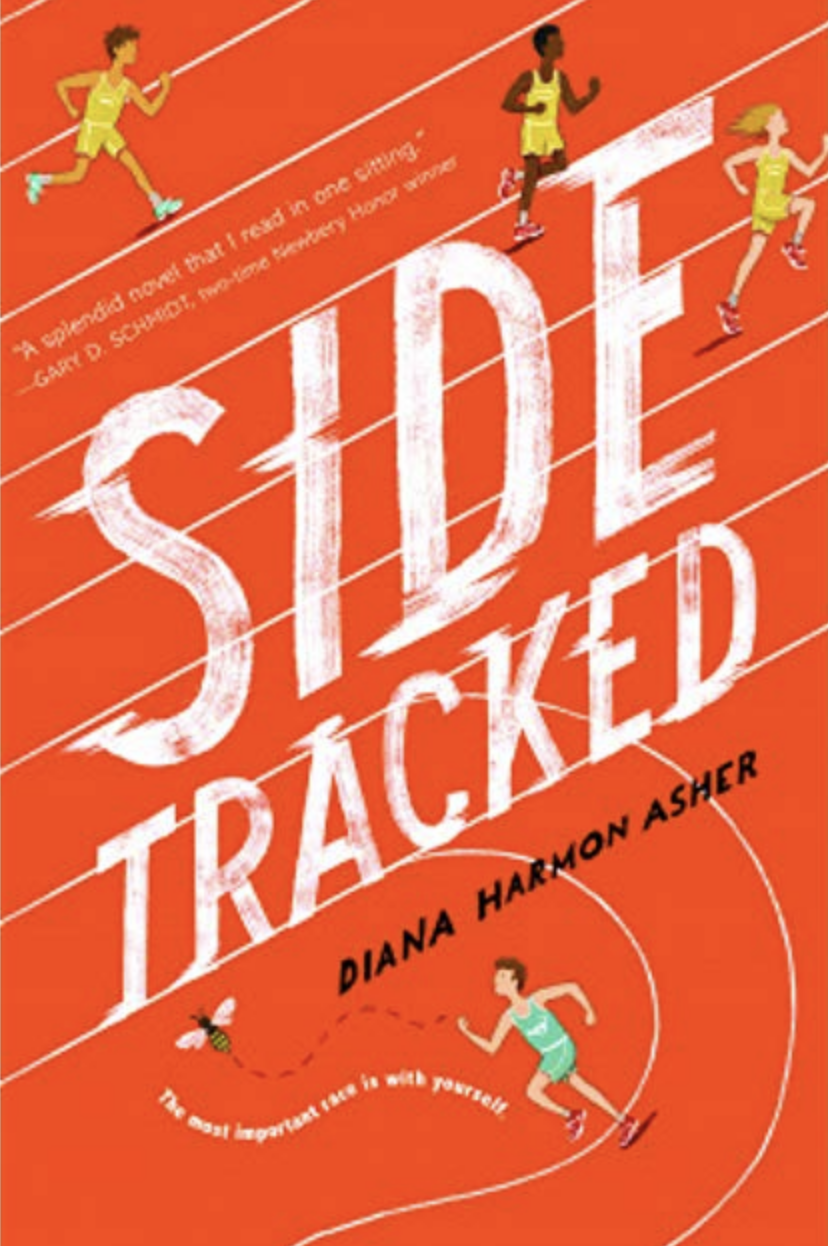 "A splendid novel that I read in one sitting."
—GARY D. SCHMIDT, two-time Newbery Honor winner
SIDE
TRACKED
DIANA HARMON ASHER
The most important race is with yourself.